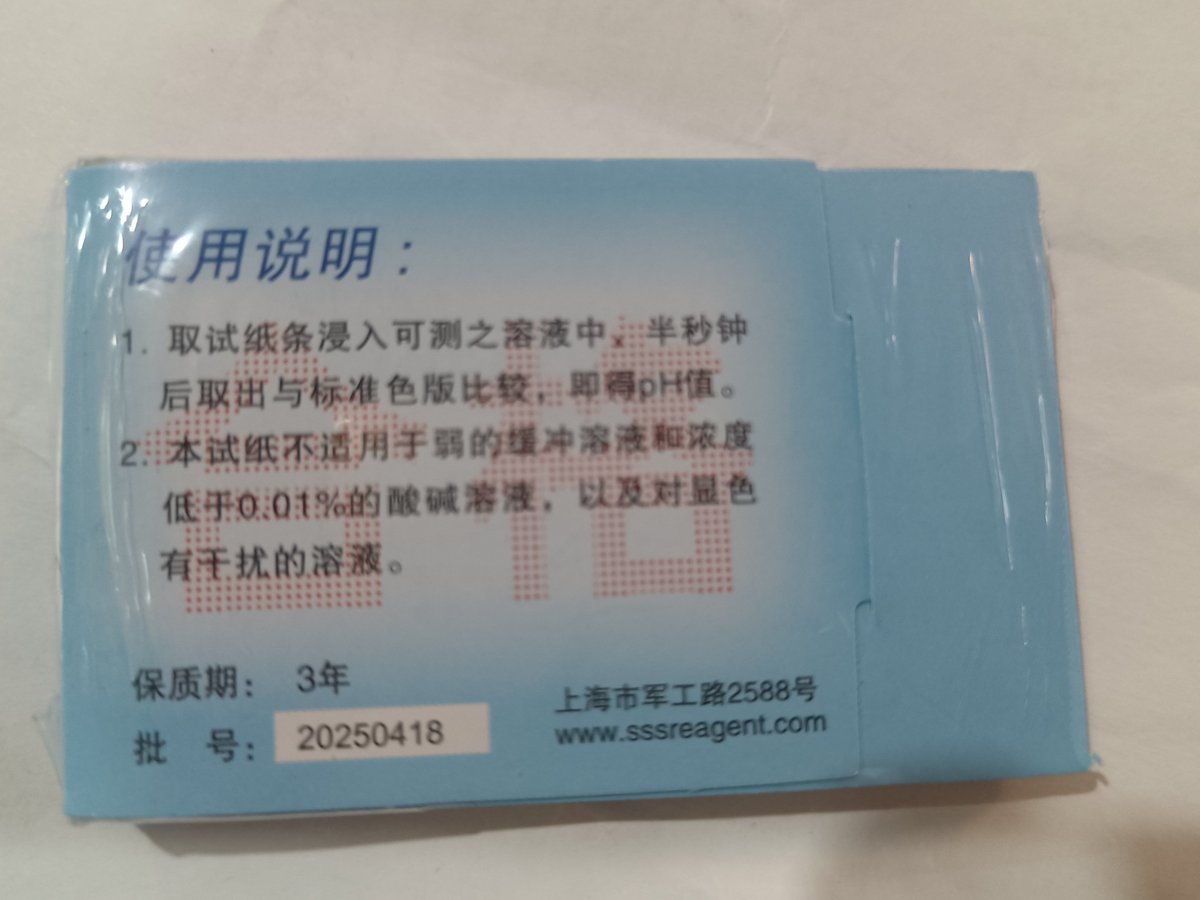 使用说明：
1. 取试纸条浸入可测之溶液中，半秒钟
后取出与标准色版比较，即得pH值。
2. 本试纸不适用于弱的缓冲溶液和浓度
低于0.01%的酸碱溶液，以及对显色
有干扰的溶液。
合格
保质期： 3年
批 号： 20250418
上海市军工路2588号
www.sssreagent.com